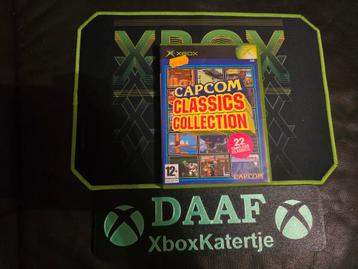 XBOX
XBOX
CAPCOM
CLASSICS
COLLECTION
22
12+
CAPCOM
DAAF
XboxKatertje